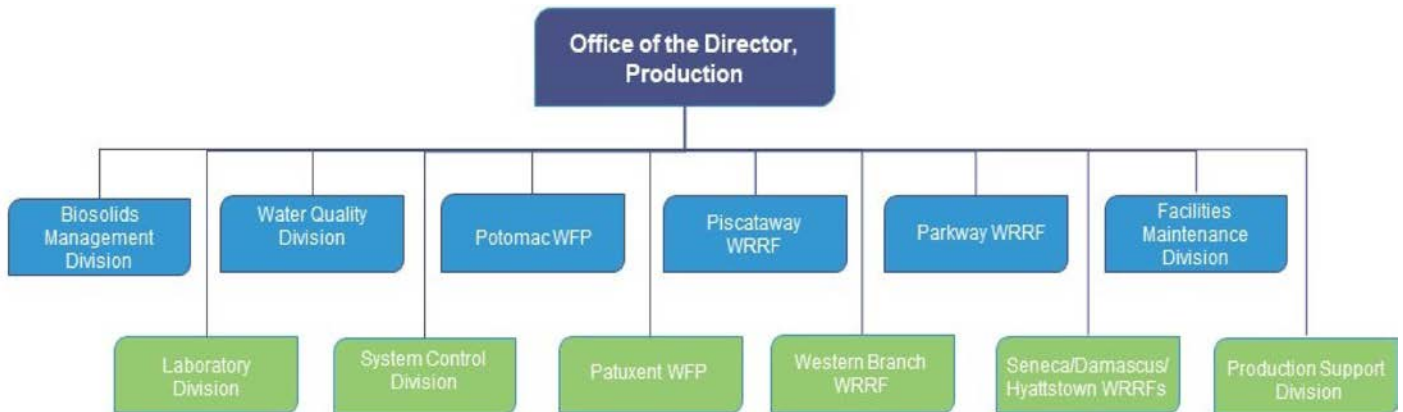 Office of the Director,
Production
Biosolids
Management
Division
Water Quality
Division
Potomac WFP
Piscataway
WRRF
Parkway WRRF
Facilities
Maintenance
Division
Laboratory
Division
System Control
Division
Patuxent WFP
Western Branch
WRRF
Seneca/Damascus/
Hyattstown WRRFs
Production Support
Division